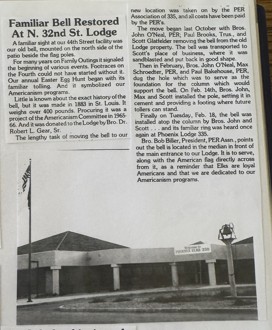 Familiar Bell Restored
At N. 32nd St. Lodge
A familiar sight at our 44th Street facility was
our old bell, mounted on the north side of the
patio beside the flag pole.
For many years on Family Outings it signaled
the beginning of various events. Footraces on
the Fourth could not have started without it.
Our annual Easter Egg Hunt began with its
familiar tolling. And it symbolized our
Americanism programs.
Little is known about the exact history of the
bell, but it was made in 1883 in St. Louis. It
weighs over 400 pounds. Procuring it was a
project of the Americanism Committee in 1965-
66. And it was donated to the Lodge by Bro. Dr.
Robert L. Gear, Sr.
The lengthy task of moving the bell to our
new location was taken on by the PER
Association of 335, and all costs have been paid
by the PER's.
The move began last October with Bros.
John O'Neal, PER; Paul Brooks, Trus., and
Scott removing the bell from the old
Lodge property. The bell was transported to
Scott's place of business, where it was
sandblasted and put back in good shape.
Then in February, Bros. John O'Neal, Max
Schroedter, PER, and Paul Bakehouse, PER,
dug the hole which was to serve as the
foundation for the column which was to
support the bell. On Feb. 14th, Bros. John,
Max and Scott installed the pole, setting it in
cement and providing a footing where future
tollers can stand.
Finally on Tuesday, Feb. 18, the bell was
installed atop the column by Bros. John and
Scott . . . and its familiar ring was heard once
again at Phoenix Lodge 335.
Bro. Bob Biller, President, PER Assn., points
out the bell is located in the median in front of
the main entrance to our Lodge. It is to serve,
along with the American flag directly across
from it, as a reminder that Elks are loyal
Americans and that we are dedicated to our
Americanism programs.